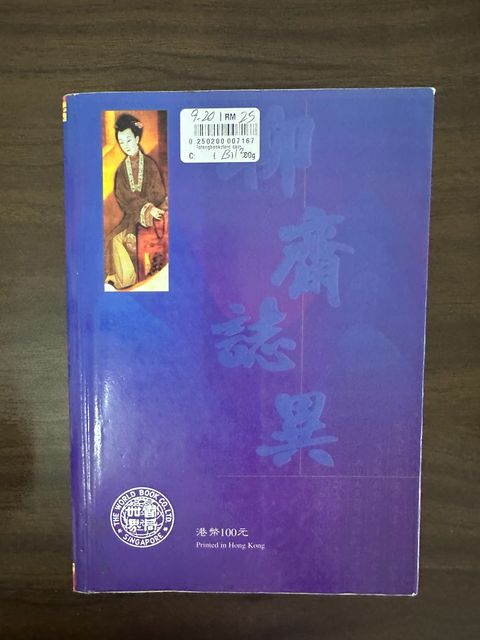 9-20 | RM 25
0 250200 007167
聊
齋
誌
異
THE WORLD BOOK CO. LTD.
世界書局
SINGAPORE
港幣100元
Printed in Hong Kong